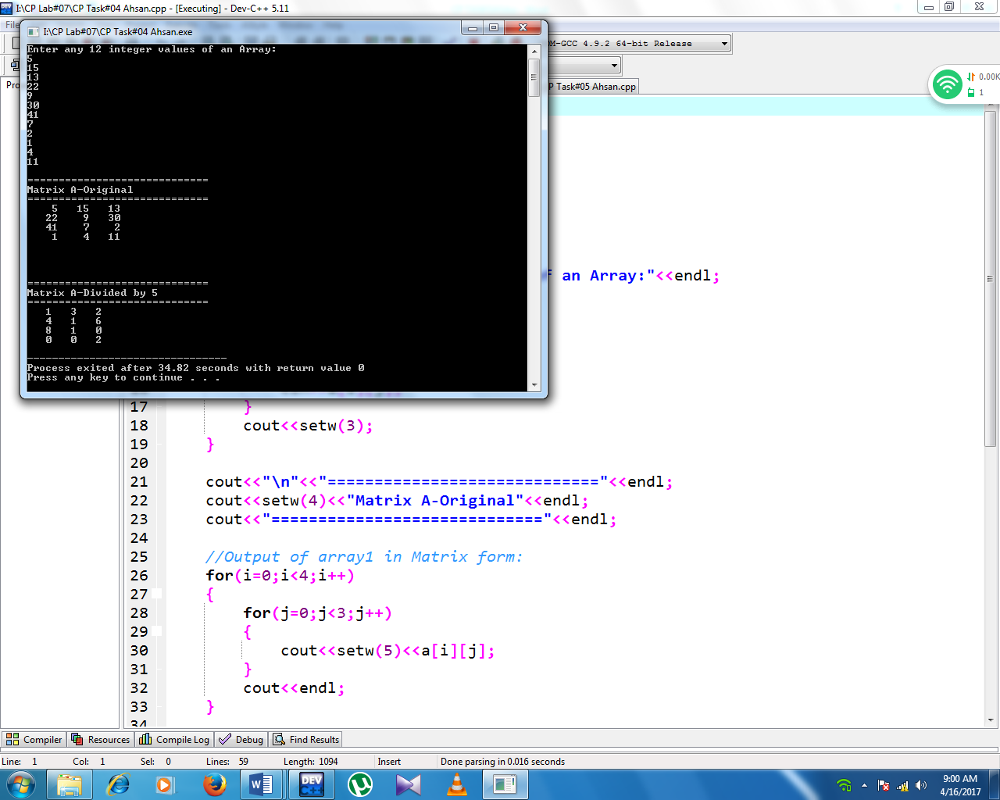 I:\CP Lab#07\CP Task#04 Ahsan.cpp - [Executing] - Dev-C++ 5.11
I:\CP Lab#07\CP Task#04 Ahsan.exe
DM-GCC 4.9.2 64-bit Release
P Task#05 Ahsan.cpp
0.00K
1
Enter any 12 integer values of an Array:
5
15
13
22
9
30
41
7
2
1
4
11
=============================
Matrix A-Original
=============================
5 15 13
22 9 30
41 7 2
1 4 11
=============================
Matrix A-Divided by 5
=============================
1 3 2
4 1 6
8 1 0
0 0 2
--------------------------------
Process exited after 34.82 seconds with return value 0
Press any key to continue . . .
f an Array:"<<endl;
17 }
18 cout<<setw(3);
19 }
20
21 cout<<"\n"<<"============================="<<endl;
22 cout<<setw(4)<<"Matrix A-Original"<<endl;
23 cout<<"============================="<<endl;
24
25 //Output of array1 in Matrix form:
26 for(i=0;i<4;i++)
27 {
28 for(j=0;j<3;j++)
29 {
30 cout<<setw(5)<<a[i][j];
31 }
32 cout<<endl;
33 }
34
Compiler Resources Compile Log Debug Find Results
Line: 1 Col: 1 Sel: 0 Lines: 59 Length: 1094 Insert Done parsing in 0.016 seconds
9:00 AM
4/16/2017